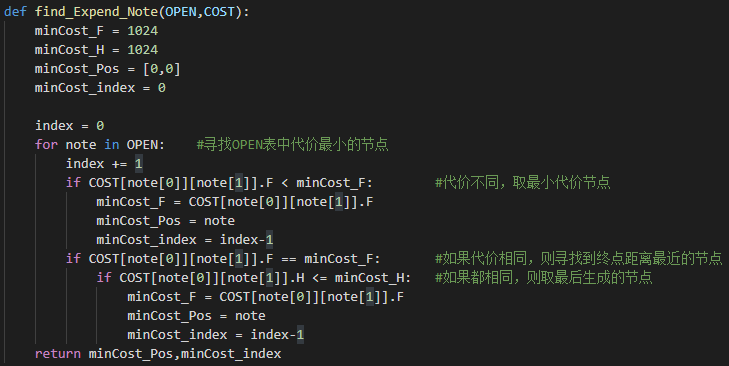 def find_Expend_Note(OPEN,COST):
    minCost_F = 1024
    minCost_H = 1024
    minCost_Pos = [0,0]
    minCost_index = 0

    index = 0
    for note in OPEN:    #寻找OPEN表中代价最小的节点
        index += 1
        if COST[note[0]][note[1]].F < minCost_F:        #代价不同，取最小代价节点
            minCost_F = COST[note[0]][note[1]].F
            minCost_Pos = note
            minCost_index = index-1
        if COST[note[0]][note[1]].F == minCost_F:       #如果代价相同，则寻找到终点距离最近的节点
            if COST[note[0]][note[1]].H <= minCost_H:   #如果都相同，则取最后生成的节点
                minCost_F = COST[note[0]][note[1]].F
                minCost_Pos = note
                minCost_index = index-1
    return minCost_Pos,minCost_index